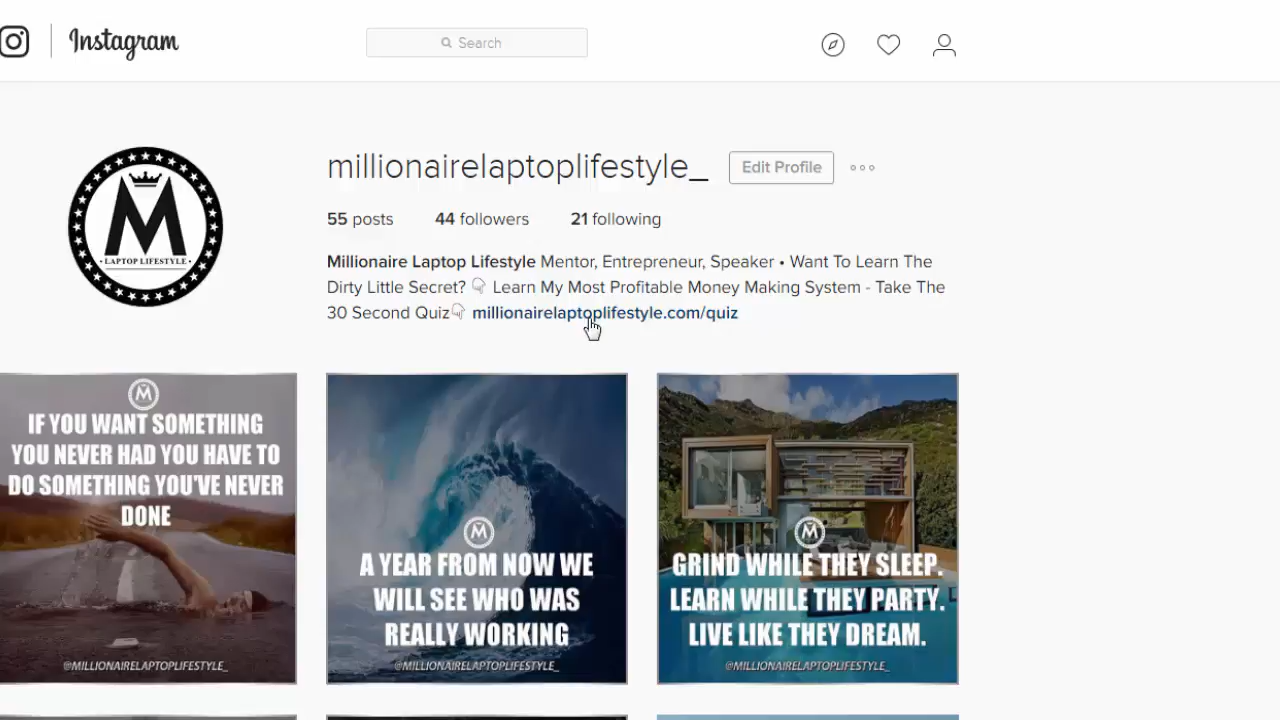 Instagram
Search
M
• LAPTOP LIFESTYLE •
millionairelaptoplifestyle_ Edit Profile
55 posts 44 followers 21 following
Millionaire Laptop Lifestyle Mentor, Entrepreneur, Speaker • Want To Learn The
Dirty Little Secret? 👇 Learn My Most Profitable Money Making System - Take The
30 Second Quiz👇 millionairelaptoplifestyle.com/quiz
M
IF YOU WANT SOMETHING
YOU NEVER HAD YOU HAVE TO
DO SOMETHING YOU'VE NEVER
DONE
@MILLIONAIRELAPTOPLIFESTYLE_
M
A YEAR FROM NOW WE
WILL SEE WHO WAS
REALLY WORKING
@MILLIONAIRELAPTOPLIFESTYLE_
M
GRIND WHILE THEY SLEEP.
LEARN WHILE THEY PARTY.
LIVE LIKE THEY DREAM.
@MILLIONAIRELAPTOPLIFESTYLE_